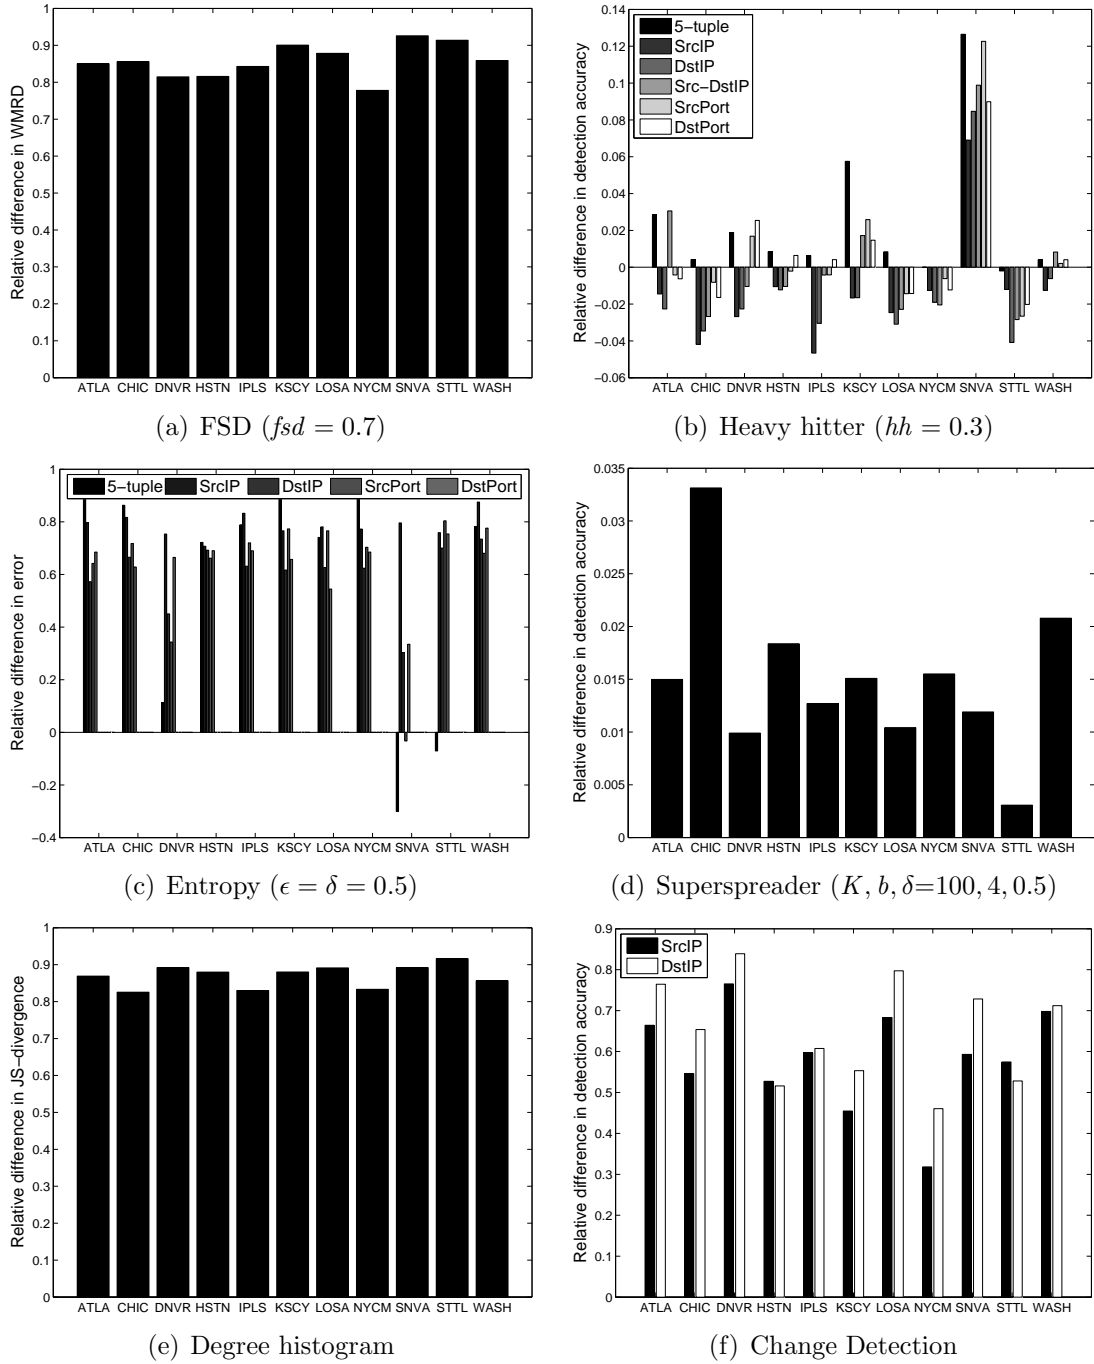 Relative difference in WMRD
1
0.9
0.8
0.7
0.6
0.5
0.4
0.3
0.2
0.1
0
ATLA CHIC DNVR HSTN IPLS KSCY LOSA NYCM SNVA STTL WASH
(a) FSD (fsd = 0.7)
Relative difference in detection accuracy
0.14
0.12
0.1
0.08
0.06
0.04
0.02
0
−0.02
−0.04
−0.06
5−tuple
SrcIP
DstIP
Src−DstIP
SrcPort
DstPort
ATLA CHIC DNVR HSTN IPLS KSCY LOSA NYCM SNVA STTL WASH
(b) Heavy hitter (hh = 0.3)
Relative difference in error
1
0.8
0.6
0.4
0.2
0
−0.2
−0.4
5−tuple SrcIP DstIP SrcPort DstPort
ATLA CHIC DNVR HSTN IPLS KSCY LOSA NYCM SNVA STTL WASH
(c) Entropy (ϵ = δ = 0.5)
Relative difference in detection accuracy
0.035
0.03
0.025
0.02
0.015
0.01
0.005
0
ATLA CHIC DNVR HSTN IPLS KSCY LOSA NYCM SNVA STTL WASH
(d) Superspreader (K, b, δ=100, 4, 0.5)
Relative difference in JS−divergence
1
0.9
0.8
0.7
0.6
0.5
0.4
0.3
0.2
0.1
0
ATLA CHIC DNVR HSTN IPLS KSCY LOSA NYCM SNVA STTL WASH
(e) Degree histogram
Relative difference in detection accuracy
0.9
0.8
0.7
0.6
0.5
0.4
0.3
0.2
0.1
0
SrcIP
DstIP
ATLA CHIC DNVR HSTN IPLS KSCY LOSA NYCM SNVA STTL WASH
(f) Change Detection